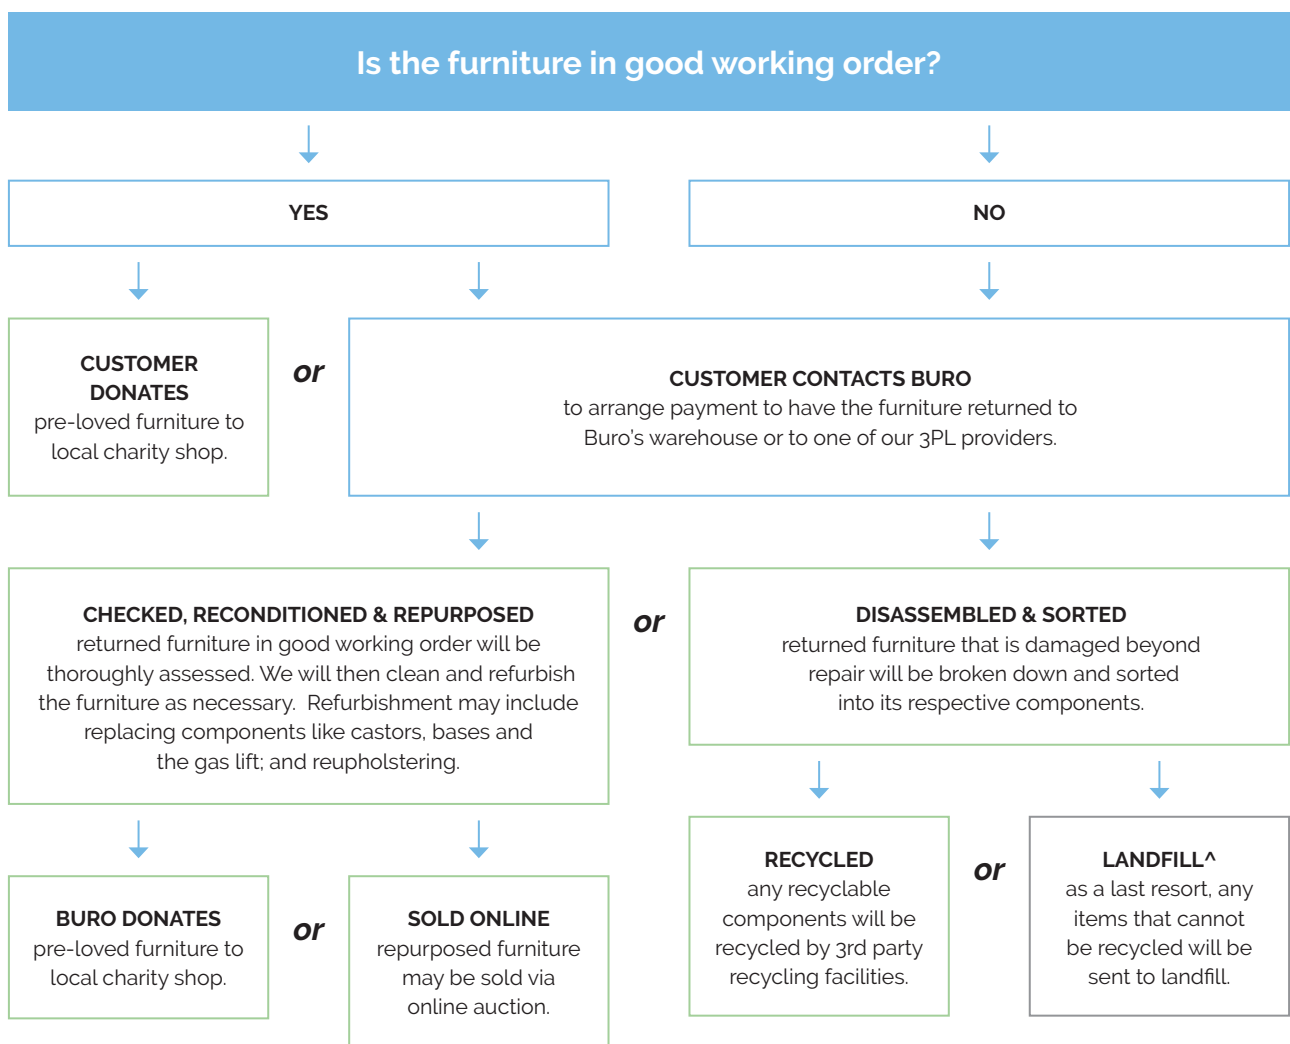 Is the furniture in good working order?
YES
NO
CUSTOMER
DONATES
pre-loved furniture to
local charity shop.
or
CUSTOMER CONTACTS BURO
to arrange payment to have the furniture returned to
Buro's warehouse or to one of our 3PL providers.
CHECKED, RECONDITIONED & REPURPOSED
returned furniture in good working order will be
thoroughly assessed. We will then clean and refurbish
the furniture as necessary.  Refurbishment may include
replacing components like castors, bases and
the gas lift; and reupholstering.
or
DISASSEMBLED & SORTED
returned furniture that is damaged beyond
repair will be broken down and sorted
into its respective components.
BURO DONATES
pre-loved furniture to
local charity shop.
or
SOLD ONLINE
repurposed furniture
may be sold via
online auction.
RECYCLED
any recyclable
components will be
recycled by 3rd party
recycling facilities.
or
LANDFILL^
as a last resort, any
items that cannot
be recycled will be
sent to landfill.